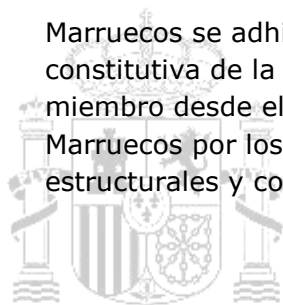 Marruecos se adhi
constitutiva de la
miembro desde el
Marruecos por los
estructurales y co